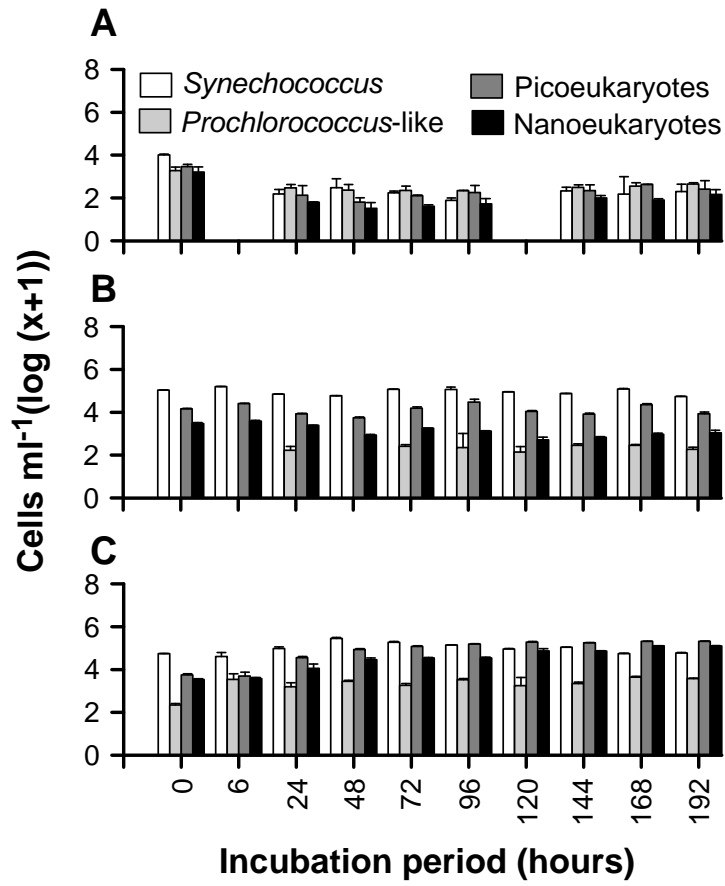 A
8
6
4
2
0
Synechococcus
Prochlorococcus-like
Picoeukaryotes
Nanoeukaryotes
B
8
6
4
2
0
C
8
6
4
2
0
Cells ml⁻¹(log (x+1))
0 6 24 48 72 96 120 144 168 192
Incubation period (hours)